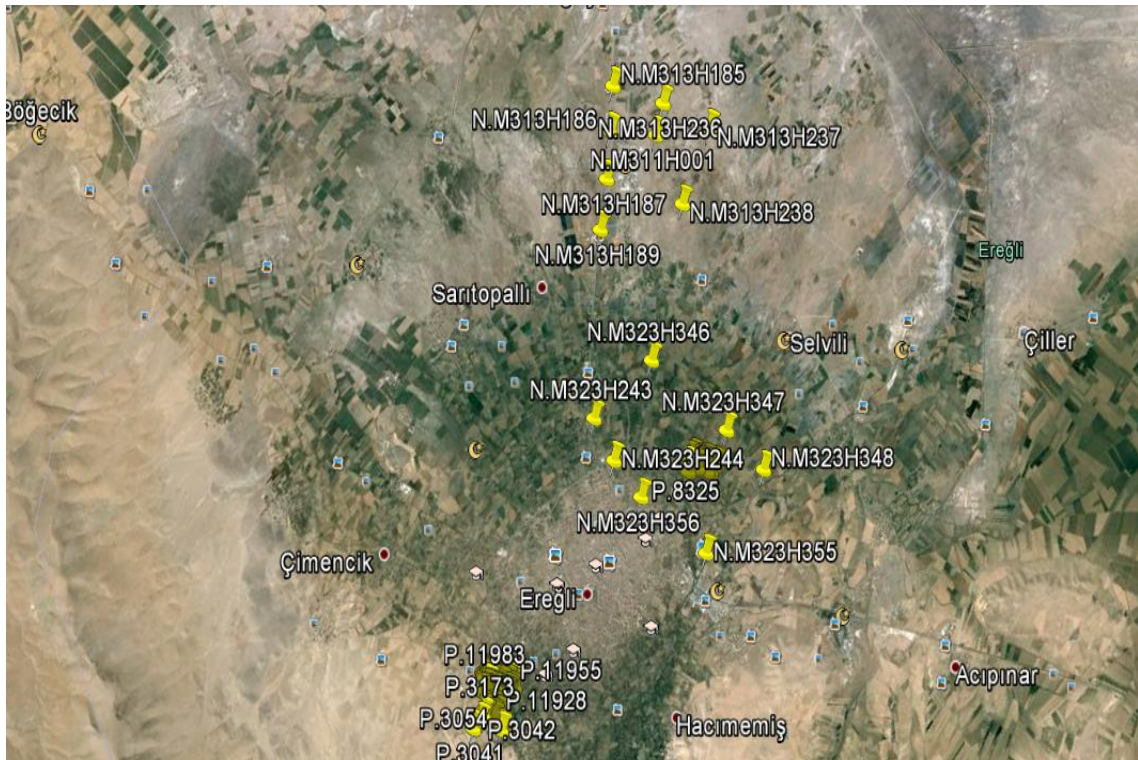 N.M313H185
Böğecik
N.M313H186
N.M313H236
N.M313H237
N.M311H001
N.M313H187
N.M313H238
N.M313H189
Ereğli
Sarıtopallı
N.M323H346
Selvili
Çiller
N.M323H243
N.M323H347
N.M323H244
N.M323H348
P.8325
N.M323H356
N.M323H355
Çimencik
Ereğli
P.11983
P.11955
P.3173
P.11928
Acıpınar
P.3054
P.3042
Hacımemiş
P.3041